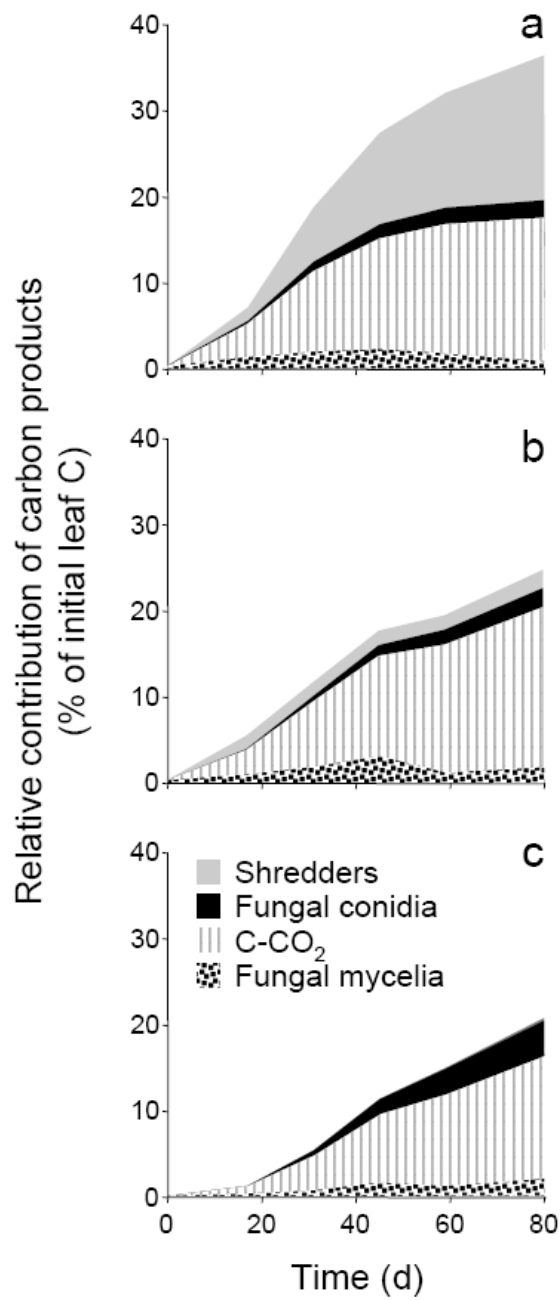 Relative contribution of carbon products
(% of initial leaf C)
a
40
30
20
10
0
b
40
30
20
10
0
c
40
30
20
10
0
Shredders
Fungal conidia
C-CO₂
Fungal mycelia
0 20 40 60 80
Time (d)